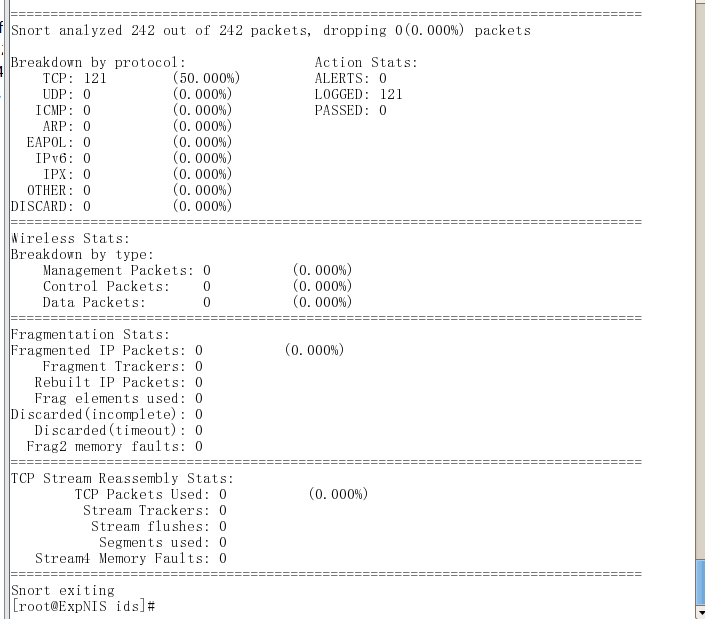 ===============================================================================
Snort analyzed 242 out of 242 packets, dropping 0(0.000%) packets
Breakdown by protocol:                Action Stats:
    TCP: 121        (50.000%)         ALERTS: 0
    UDP: 0          (0.000%)          LOGGED: 121
   ICMP: 0          (0.000%)          PASSED: 0
    ARP: 0          (0.000%)
  EAPOL: 0          (0.000%)
   IPv6: 0          (0.000%)
    IPX: 0          (0.000%)
  OTHER: 0          (0.000%)
DISCARD: 0          (0.000%)
===============================================================================
Wireless Stats:
Breakdown by type:
    Management Packets: 0          (0.000%)
    Control Packets:    0          (0.000%)
    Data Packets:       0          (0.000%)
===============================================================================
Fragmentation Stats:
Fragmented IP Packets: 0          (0.000%)
    Fragment Trackers: 0
   Rebuilt IP Packets: 0
   Frag elements used: 0
Discarded(incomplete): 0
   Discarded(timeout): 0
  Frag2 memory faults: 0
===============================================================================
TCP Stream Reassembly Stats:
        TCP Packets Used: 0          (0.000%)
         Stream Trackers: 0
          Stream flushes: 0
           Segments used: 0
   Stream4 Memory Faults: 0
===============================================================================
Snort exiting
[root@ExpNIS ids]#